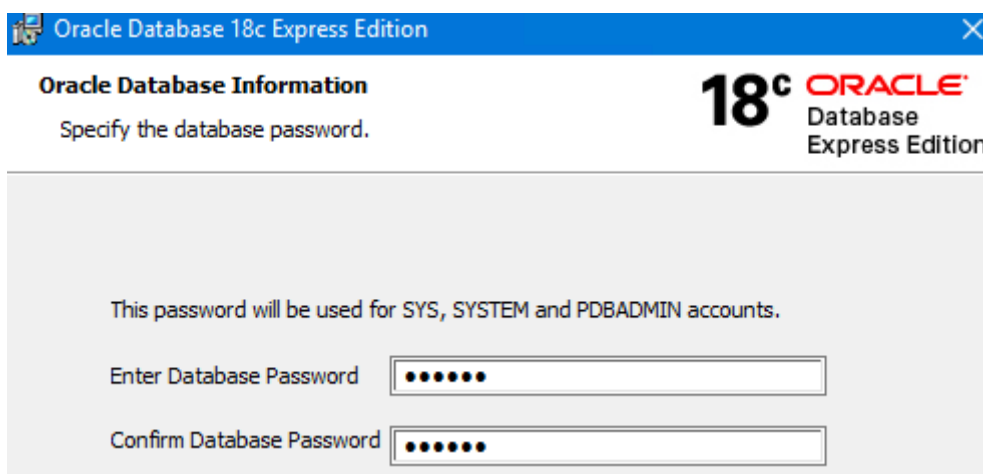 Oracle Database 18c Express Edition
Oracle Database Information
Specify the database password.
18c ORACLE
Database
Express Edition
This password will be used for SYS, SYSTEM and PDBADMIN accounts.
Enter Database Password ••••••
Confirm Database Password ••••••